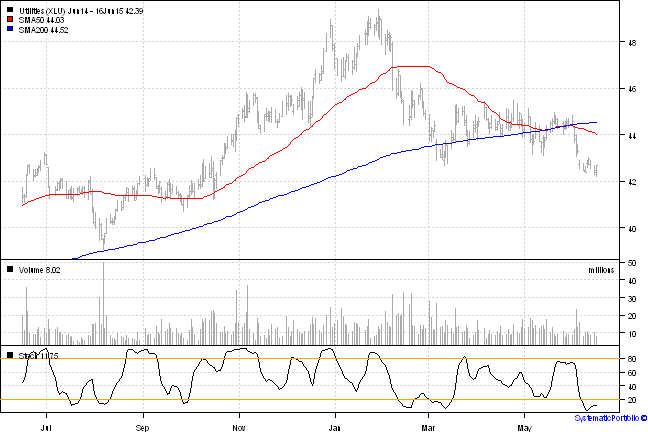 Utilities (XLU) Jun14 - 16Jun15 42.39
SMA50 44.03
SMA200 44.52
48
46
44
42
40
Volume 8.02
millions
50
40
30
20
10
Stock 11.75
80
60
40
20
Jul
Sep
Nov
Jan
Mar
May
SystematicPortfolio ©